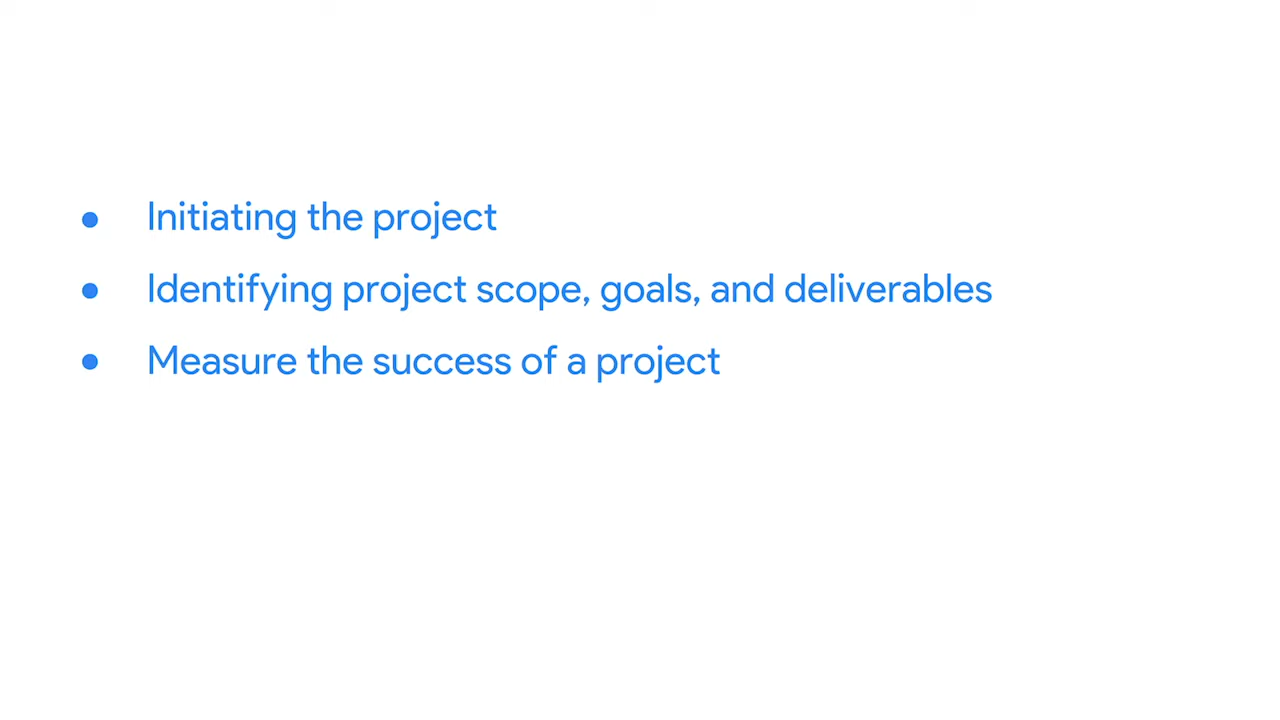 ● Initiating the project
● Identifying project scope, goals, and deliverables
● Measure the success of a project